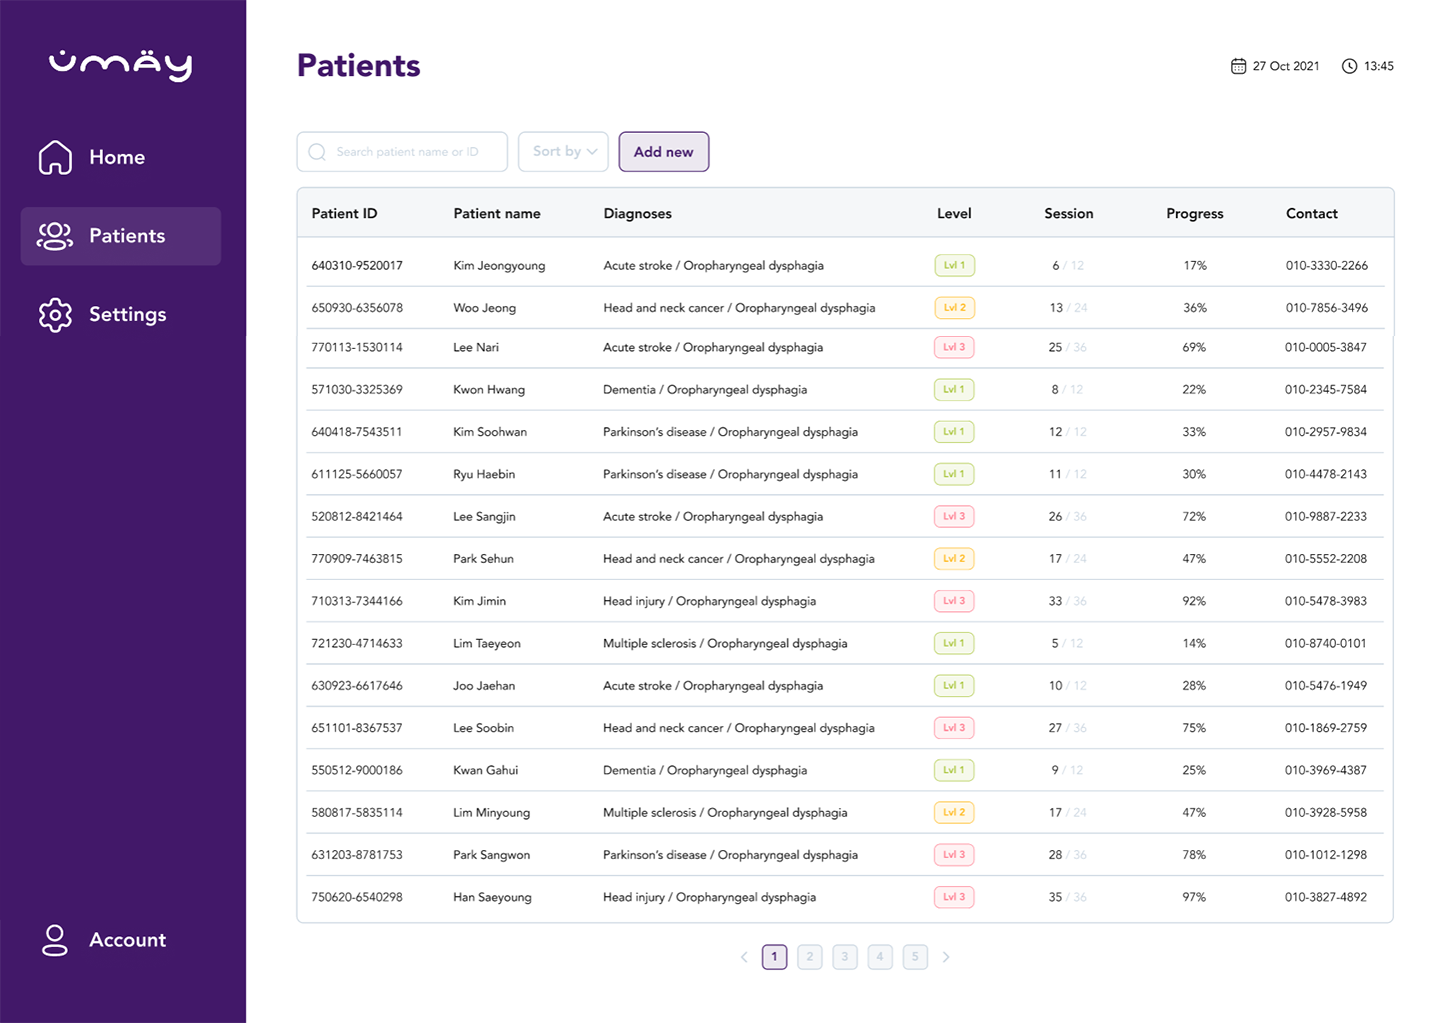 ümäy
Patients
27 Oct 2021
13:45
Home
Patients
Settings
Account
Search patient name or ID
Sort by
Add new
Patient ID Patient name Diagnoses Level Session Progress Contact
640310-9520017 Kim Jeongyoung Acute stroke / Oropharyngeal dysphagia Lvl 1 6 / 12 17% 010-3330-2266
650930-6356078 Woo Jeong Head and neck cancer / Oropharyngeal dysphagia Lvl 2 13 / 24 36% 010-7856-3496
770113-1530114 Lee Nari Acute stroke / Oropharyngeal dysphagia Lvl 3 25 / 36 69% 010-0005-3847
571030-3325369 Kwon Hwang Dementia / Oropharyngeal dysphagia Lvl 1 8 / 12 22% 010-2345-7584
640418-7543511 Kim Soohwan Parkinson's disease / Oropharyngeal dysphagia Lvl 1 12 / 12 33% 010-2957-9834
611125-5660057 Ryu Haebin Parkinson's disease / Oropharyngeal dysphagia Lvl 1 11 / 12 30% 010-4478-2143
520812-8421464 Lee Sangjin Acute stroke / Oropharyngeal dysphagia Lvl 3 26 / 36 72% 010-9887-2233
770909-7463815 Park Sehun Head and neck cancer / Oropharyngeal dysphagia Lvl 2 17 / 24 47% 010-5552-2208
710313-7344166 Kim Jimin Head injury / Oropharyngeal dysphagia Lvl 3 33 / 36 92% 010-5478-3983
721230-4714633 Lim Taeyeon Multiple sclerosis / Oropharyngeal dysphagia Lvl 1 5 / 12 14% 010-8740-0101
630923-6617646 Joo Jaehan Acute stroke / Oropharyngeal dysphagia Lvl 1 10 / 12 28% 010-5476-1949
651101-8367537 Lee Soobin Head and neck cancer / Oropharyngeal dysphagia Lvl 3 27 / 36 75% 010-1869-2759
550512-9000186 Kwan Gahui Dementia / Oropharyngeal dysphagia Lvl 1 9 / 12 25% 010-3969-4387
580817-5835114 Lim Minyoung Multiple sclerosis / Oropharyngeal dysphagia Lvl 2 17 / 24 47% 010-3928-5958
631203-8781753 Park Sangwon Parkinson's disease / Oropharyngeal dysphagia Lvl 3 28 / 36 78% 010-1012-1298
750620-6540298 Han Saeyoung Head injury / Oropharyngeal dysphagia Lvl 3 35 / 36 97% 010-3827-4892
1 2 3 4 5